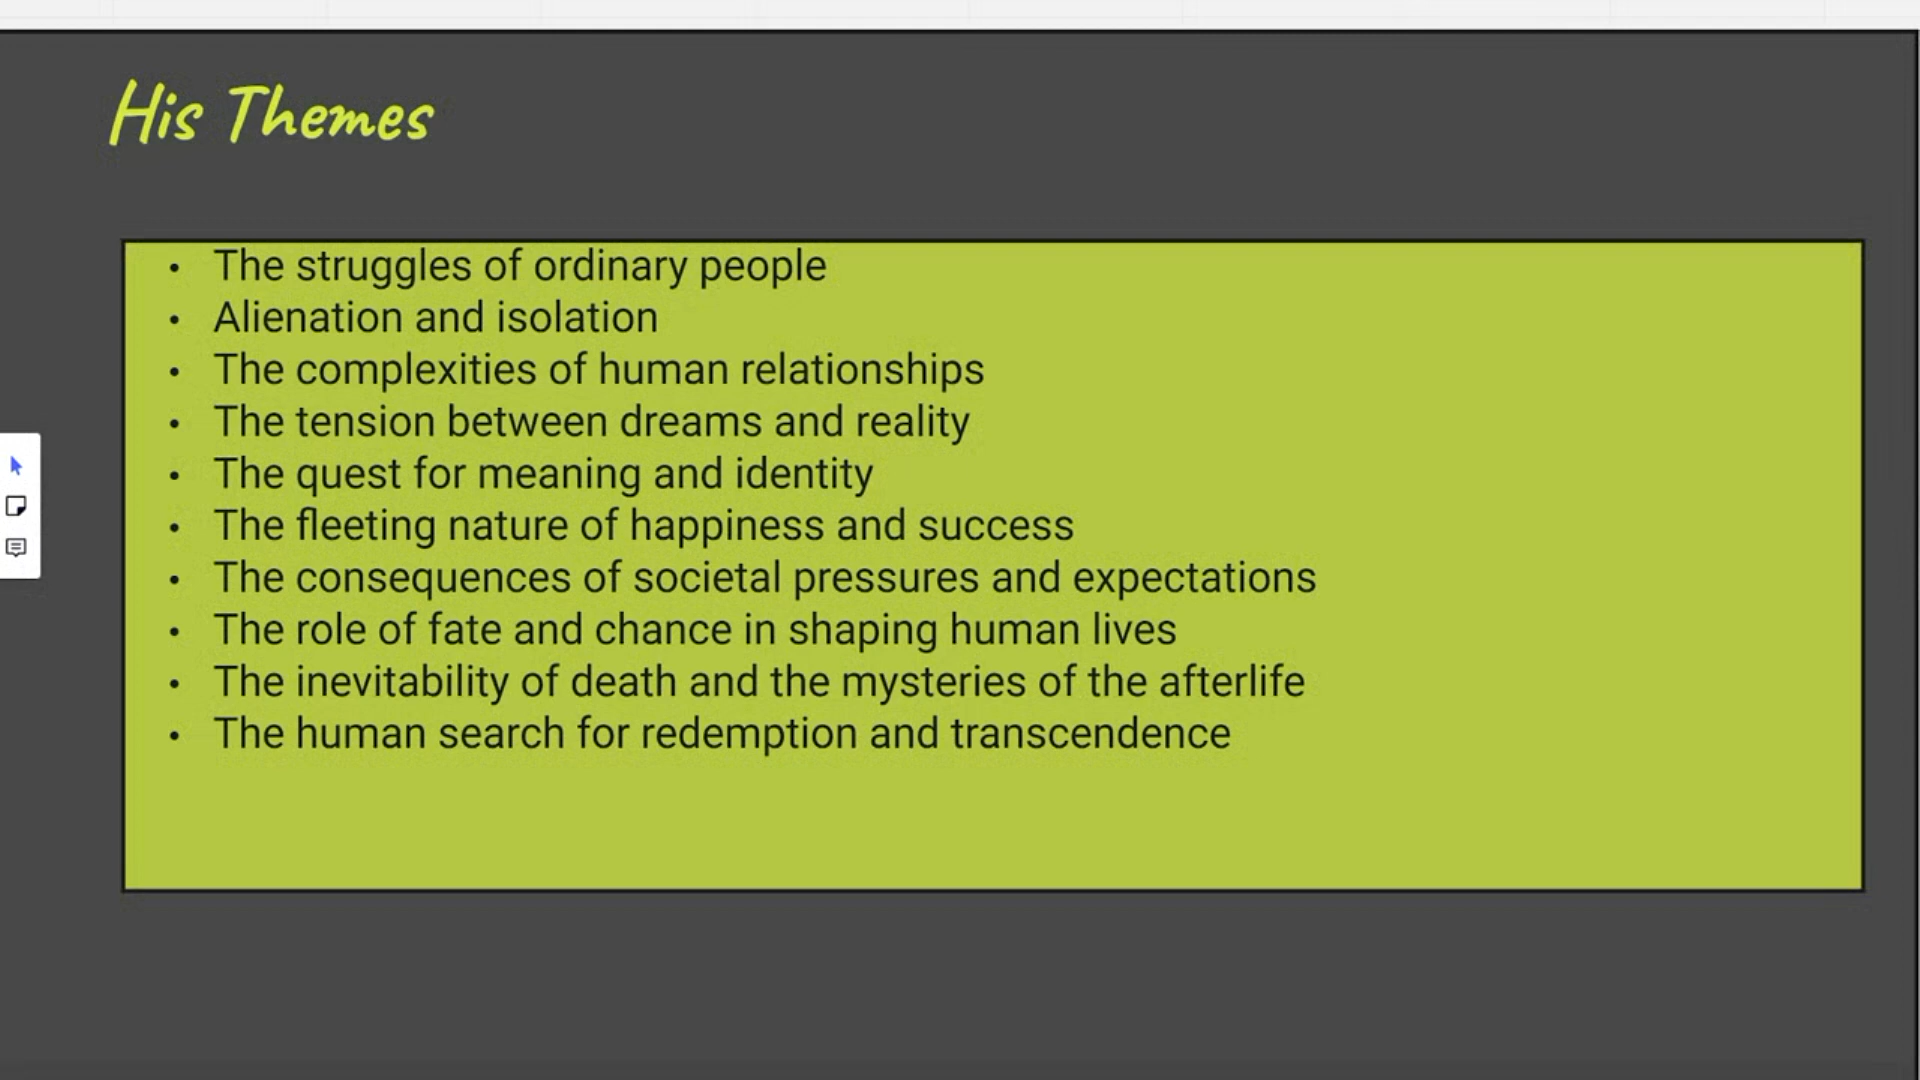 His Themes
• The struggles of ordinary people
• Alienation and isolation
• The complexities of human relationships
• The tension between dreams and reality
• The quest for meaning and identity
• The fleeting nature of happiness and success
• The consequences of societal pressures and expectations
• The role of fate and chance in shaping human lives
• The inevitability of death and the mysteries of the afterlife
• The human search for redemption and transcendence